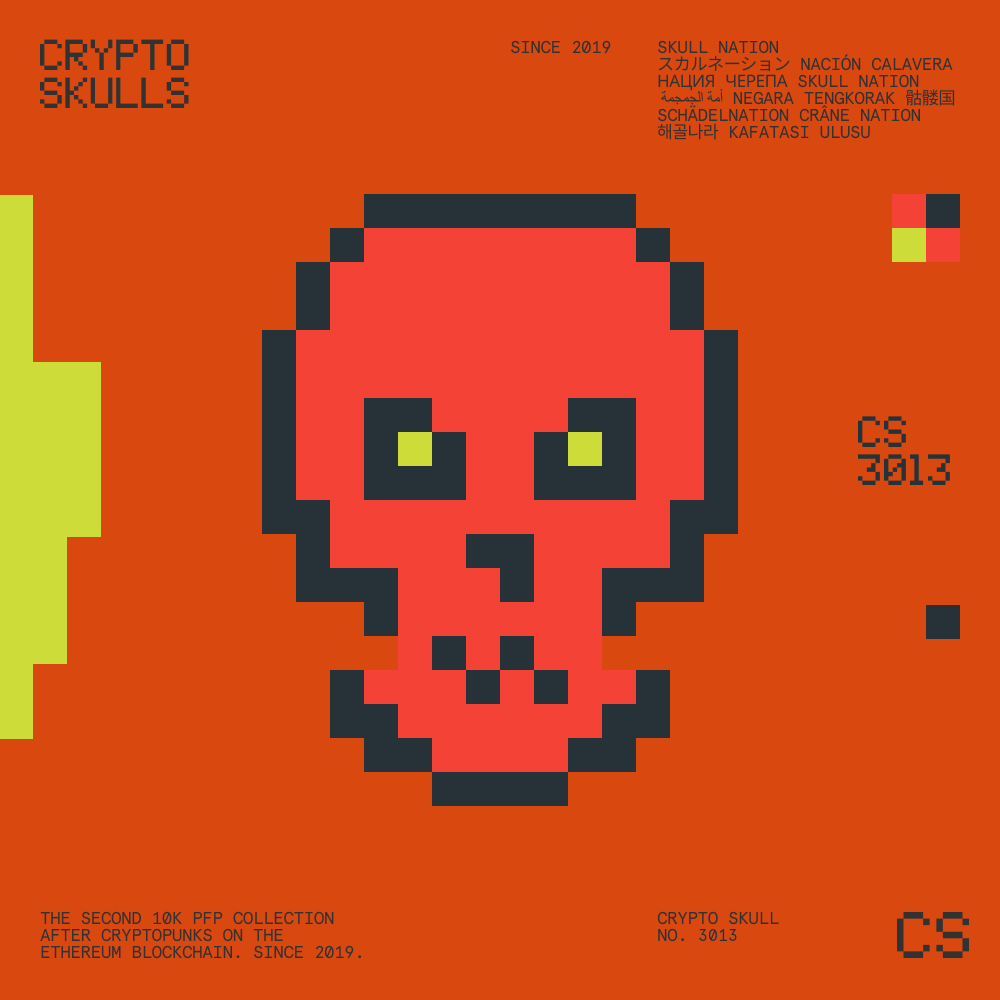 CRYPTO
SKULLS
SINCE 2019
SKULL NATION
スカルネーション NACIÓN CALAVERA
НАЦИЯ ЧЕРЕПА SKULL NATION
أمة الجمجمة NEGARA TENGKORAK 骷髅国
SCHÄDELNATION CRÂNE NATION
해골나라 KAFATASI ULUSU
CS
3013
THE SECOND 10K PFP COLLECTION
AFTER CRYPTOPUNKS ON THE
ETHEREUM BLOCKCHAIN. SINCE 2019.
CRYPTO SKULL
NO. 3013
CS